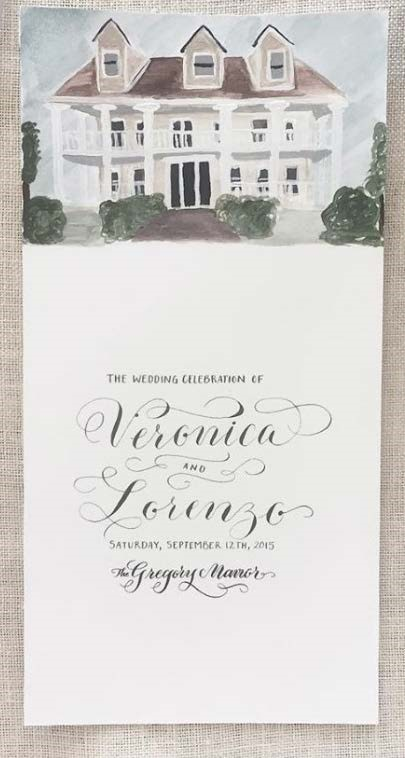 THE WEDDING CELEBRATION OF
Veronica
AND
Lorenzo
SATURDAY, SEPTEMBER 12TH, 2015
The Gregory Manor